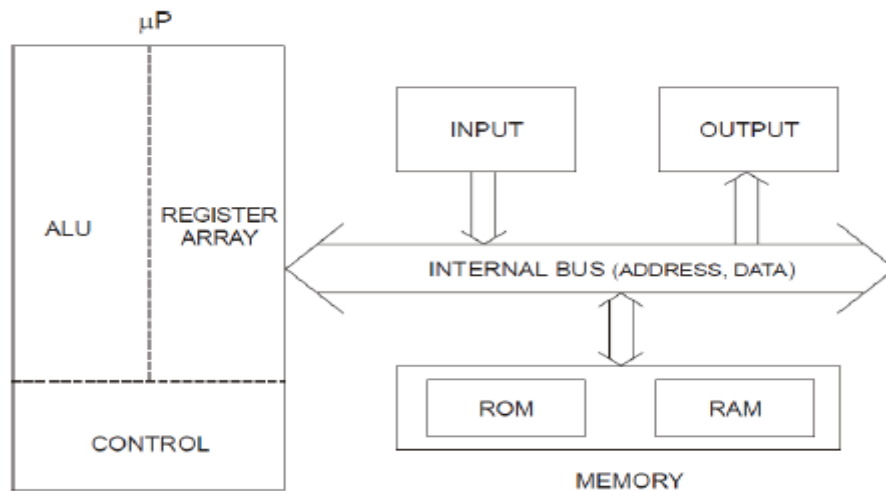 μP
INPUT
OUTPUT
ALU
REGISTER
ARRAY
INTERNAL BUS (ADDRESS, DATA)
ROM
RAM
CONTROL
MEMORY